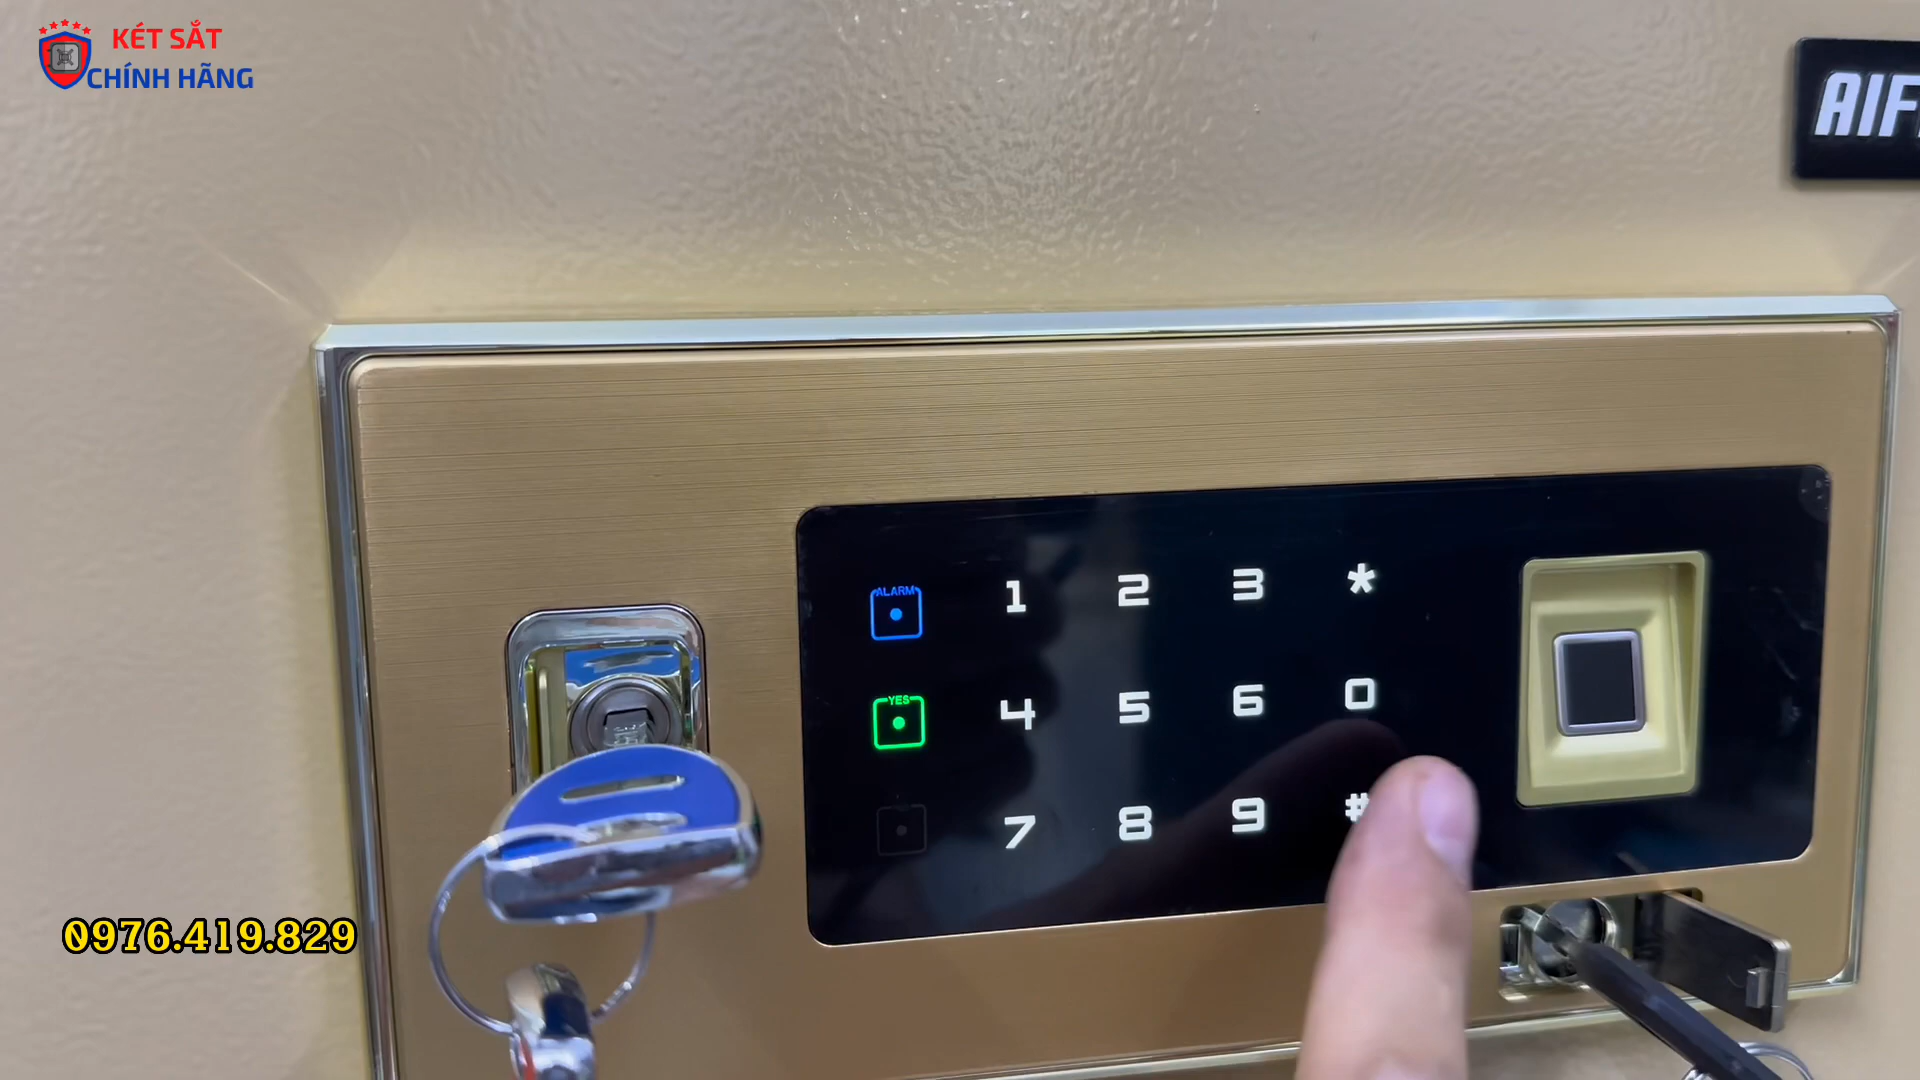 KÉT SẮT
CHÍNH HÃNG
AIF
ALARM
1 2 3 *
YES
4 5 6 0
7 8 9 #
0976.419.829